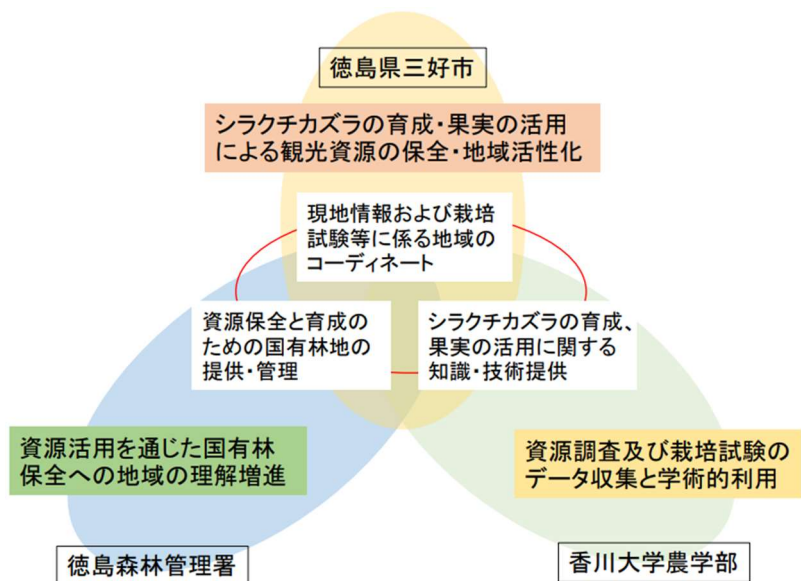 徳島県三好市
シラクチカズラの育成・果実の活用
による観光資源の保全・地域活性化
現地情報および栽培
試験等に係る地域の
コーディネート
資源保全と育成の
ための国有林地の
提供・管理
シラクチカズラの育成、
果実の活用に関する
知識・技術提供
資源活用を通じた国有林
保全への地域の理解増進
資源調査及び栽培試験の
データ収集と学術的利用
徳島森林管理署
香川大学農学部